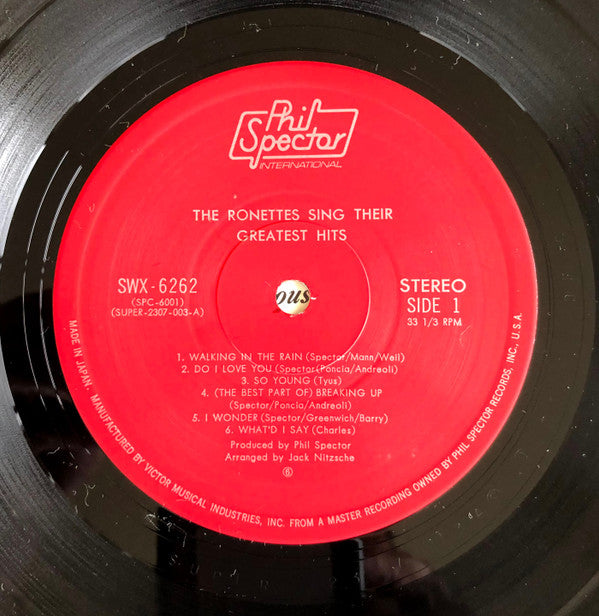 Phil
Spector
INTERNATIONAL
THE RONETTES SING THEIR
GREATEST HITS
SWX-6262
(SPC-6001)
(SUPER-2307-003-A)
ous
STEREO
SIDE 1
33 1/3 RPM
1. WALKING IN THE RAIN (Spector/Mann/Weil)
2. DO I LOVE YOU (Spector/Poncia/Andreoli)
3. SO YOUNG (Tyus)
4. (THE BEST PART OF) BREAKING UP
(Spector/Poncia/Andreoli)
5. I WONDER (Spector/Greenwich/Barry)
6. WHAT'D I SAY (Charles)
Produced by Phil Spector
Arranged by Jack Nitzsche
6
MADE IN JAPAN. MANUFACTURED BY VICTOR MUSICAL INDUSTRIES, INC. FROM A MASTER RECORDING OWNED BY PHIL SPECTOR RECORDS, INC., U.S.A.